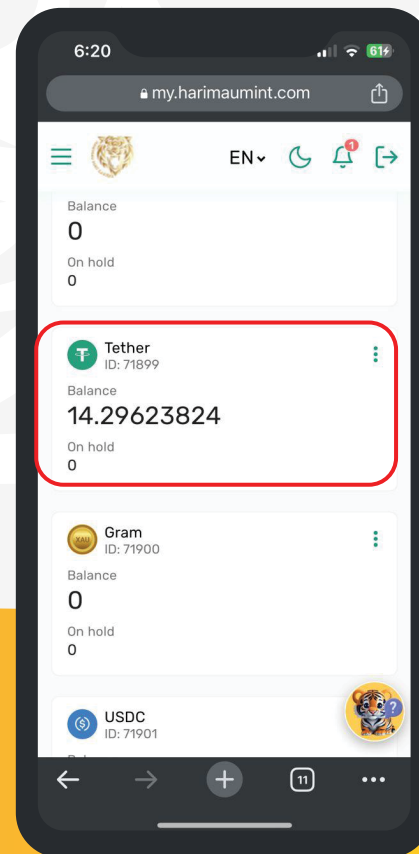 6:20
61
my.harimaumint.com
EN
1
Balance
0
On hold
0
Tether
ID: 71899
Balance
14.29623824
On hold
0
XAU
Gram
ID: 71900
Balance
0
On hold
0
USDC
ID: 71901
?
11